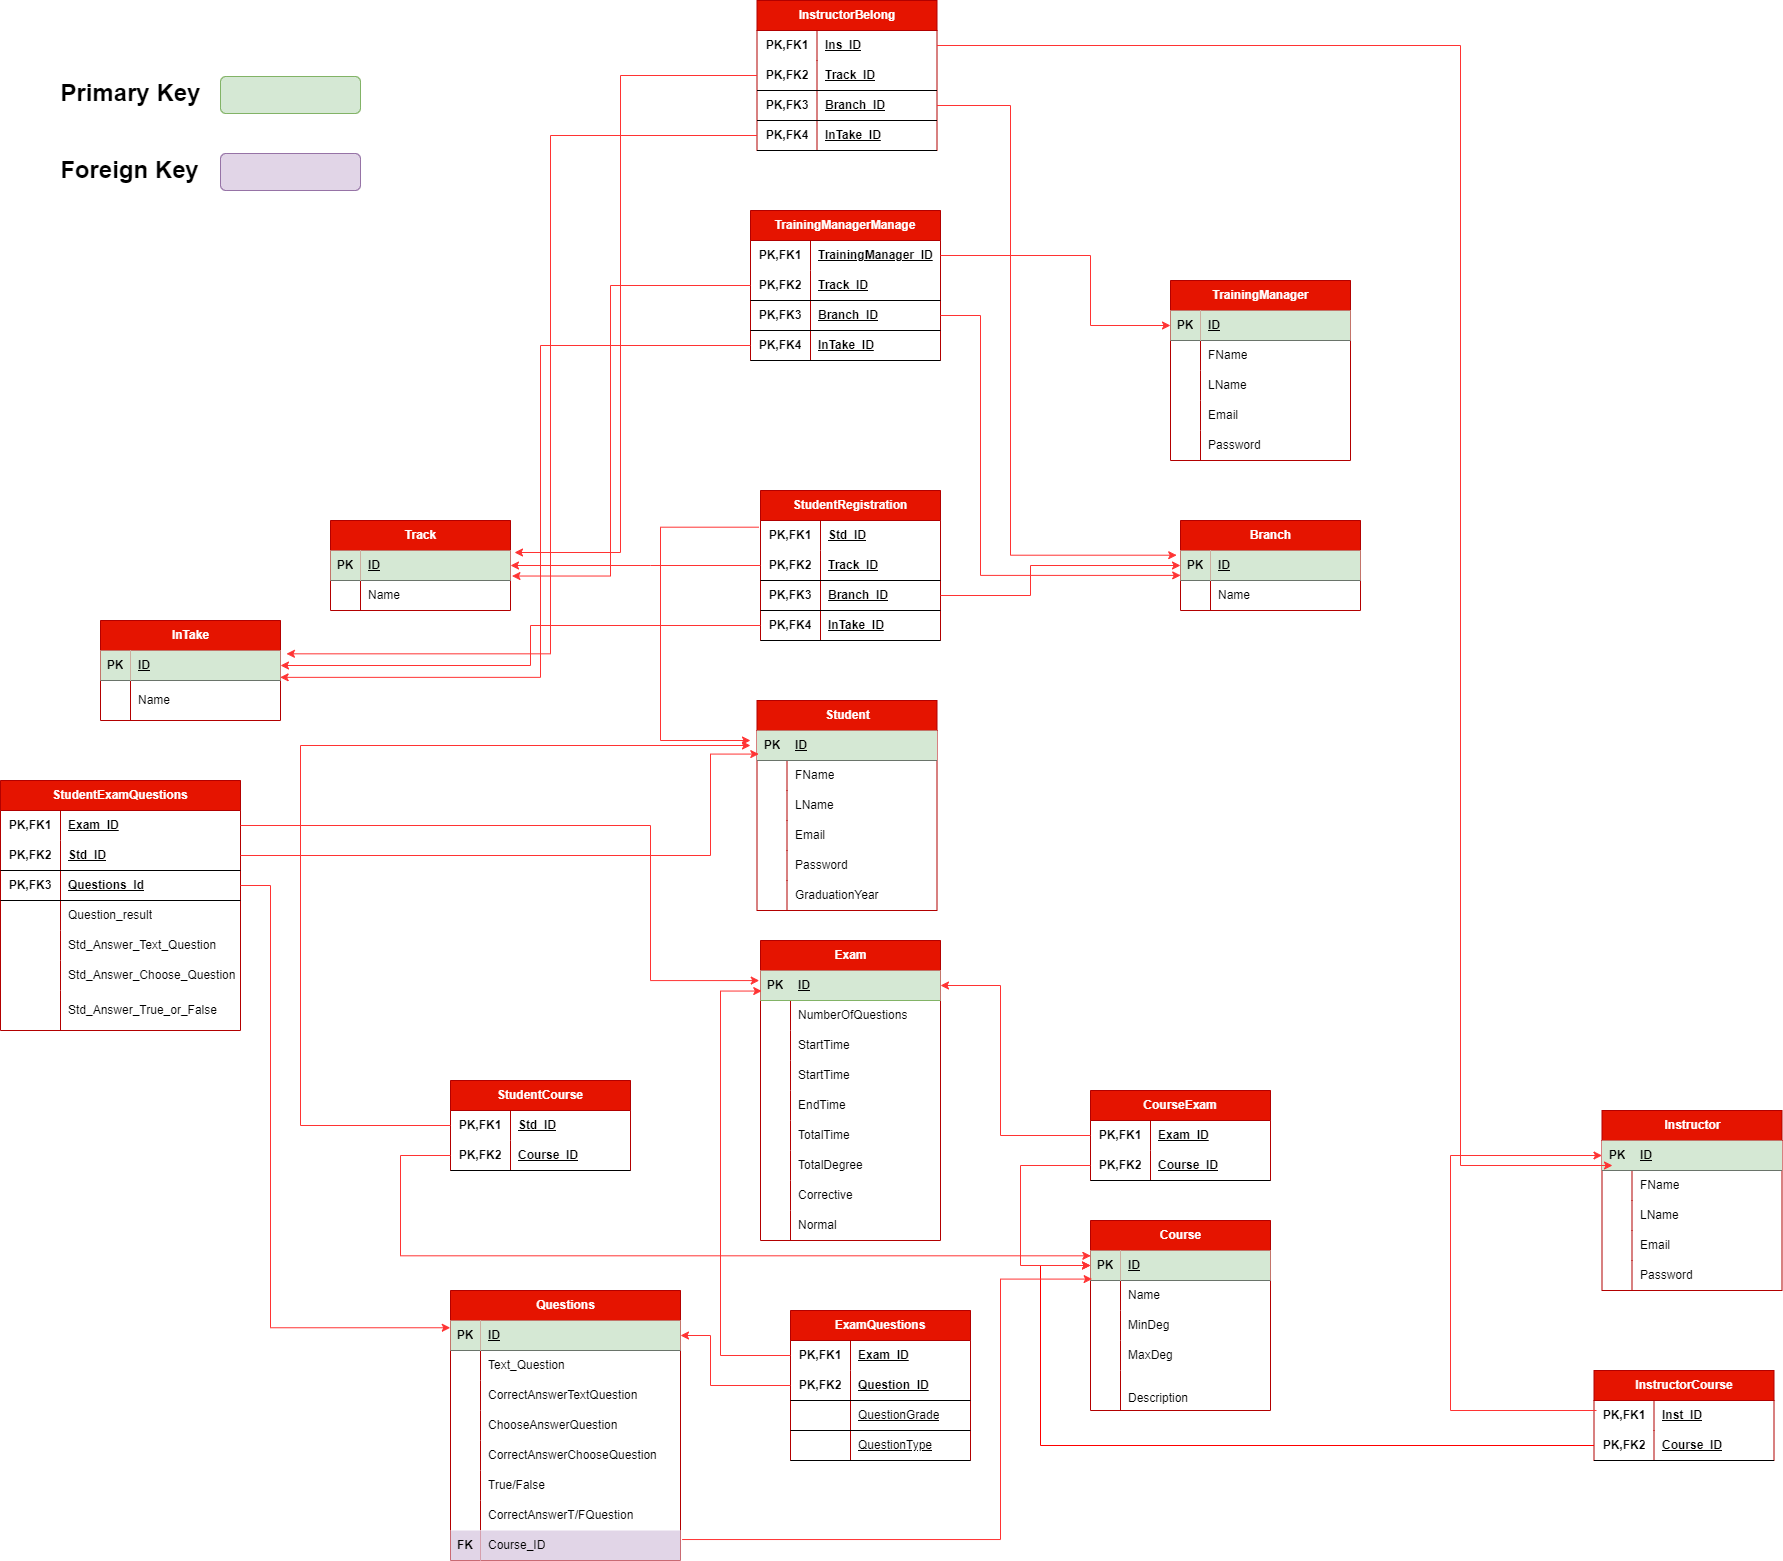 Primary Key
Foreign Key
InstructorBelong
PK,FK1 Ins_ID
PK,FK2 Track_ID
PK,FK3 Branch_ID
PK,FK4 InTake_ID
TrainingManagerManage
PK,FK1 TrainingManager_ID
PK,FK2 Track_ID
PK,FK3 Branch_ID
PK,FK4 InTake_ID
TrainingManager
PK ID
FName
LName
Email
Password
StudentRegistration
PK,FK1 Std_ID
PK,FK2 Track_ID
PK,FK3 Branch_ID
PK,FK4 InTake_ID
Track
PK ID
Name
Branch
PK ID
Name
InTake
PK ID
Name
Student
PK ID
FName
LName
Email
Password
GraduationYear
StudentExamQuestions
PK,FK1 Exam_ID
PK,FK2 Std_ID
PK,FK3 Questions_Id
Question_result
Std_Answer_Text_Question
Std_Answer_Choose_Question
Std_Answer_True_or_False
Exam
PK ID
NumberOfQuestions
StartTime
StartTime
EndTime
TotalTime
TotalDegree
Corrective
Normal
StudentCourse
PK,FK1 Std_ID
PK,FK2 Course_ID
CourseExam
PK,FK1 Exam_ID
PK,FK2 Course_ID
Instructor
PK ID
FName
LName
Email
Password
Course
PK ID
Name
MinDeg
MaxDeg
Description
Questions
PK ID
Text_Question
CorrectAnswerTextQuestion
ChooseAnswerQuestion
CorrectAnswerChooseQuestion
True/False
CorrectAnswerT/FQuestion
FK Course_ID
ExamQuestions
PK,FK1 Exam_ID
PK,FK2 Question_ID
QuestionGrade
QuestionType
InstructorCourse
PK,FK1 Inst_ID
PK,FK2 Course_ID